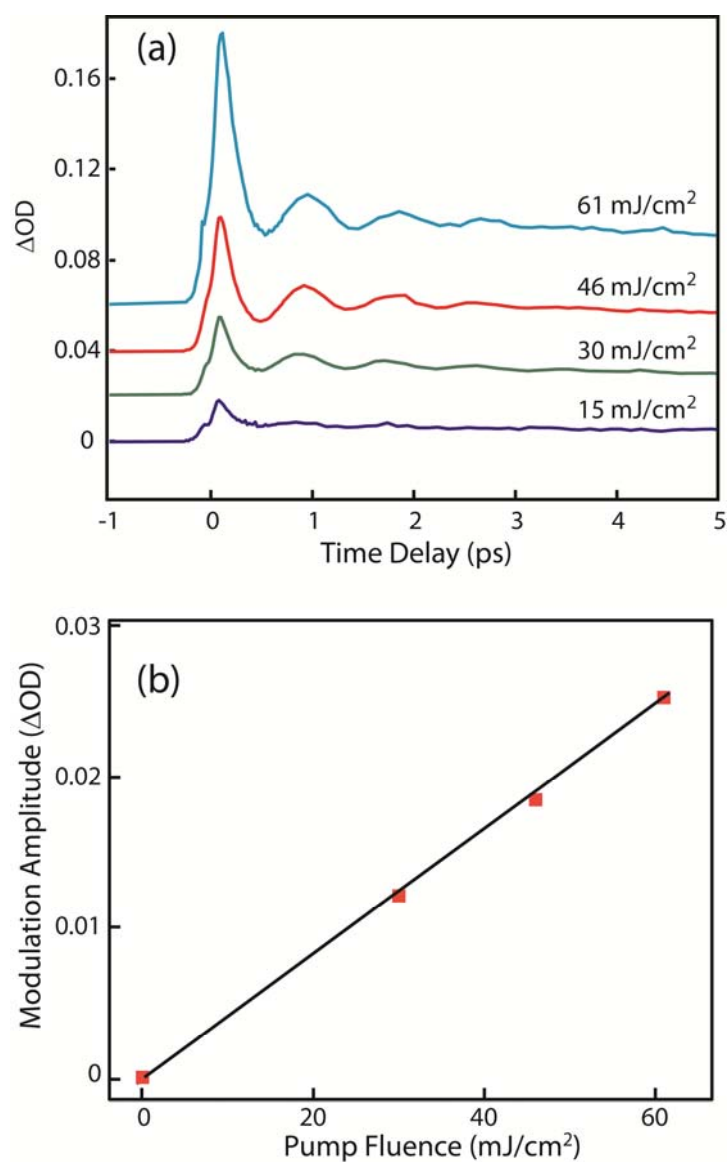 (a)
0.16
0.12
0.08
0.04
0
ΔOD
61 mJ/cm²
46 mJ/cm²
30 mJ/cm²
15 mJ/cm²
-1 0 1 2 3 4 5
Time Delay (ps)
(b)
0.03
0.02
0.01
0
Modulation Amplitude (ΔOD)
0 20 40 60
Pump Fluence (mJ/cm²)